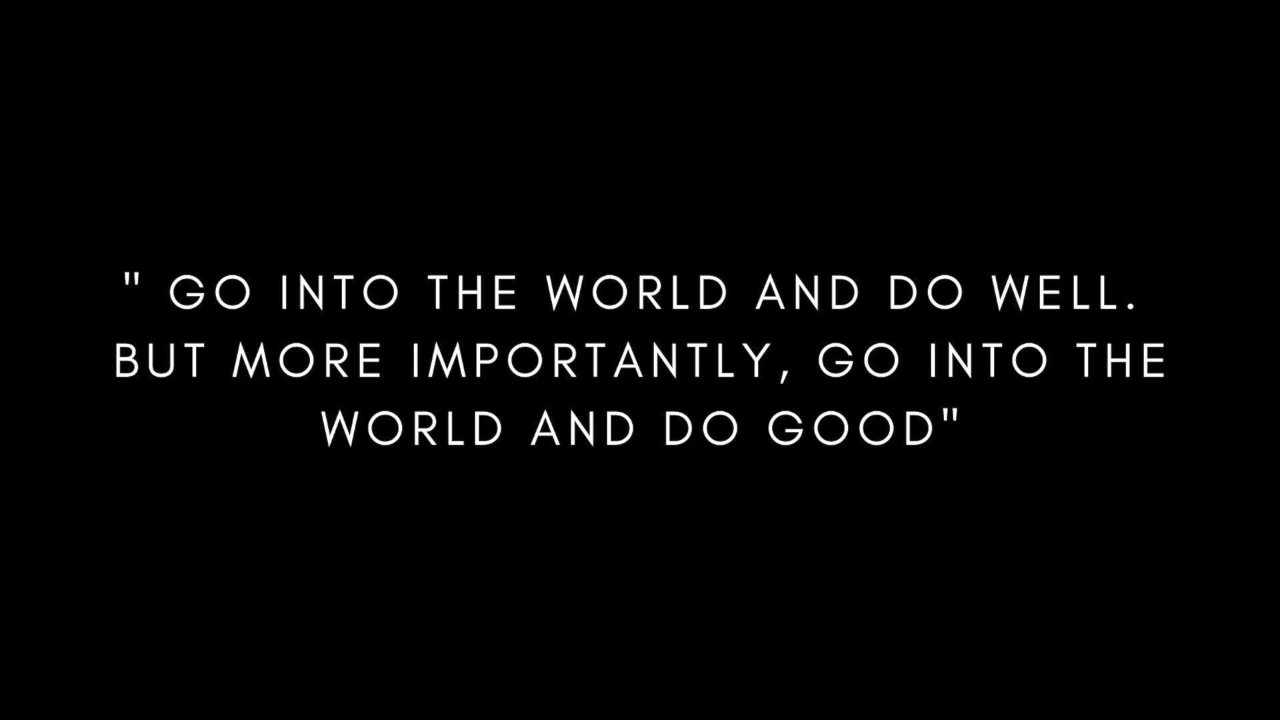 " GO INTO THE WORLD AND DO WELL.
BUT MORE IMPORTANTLY, GO INTO THE
WORLD AND DO GOOD"